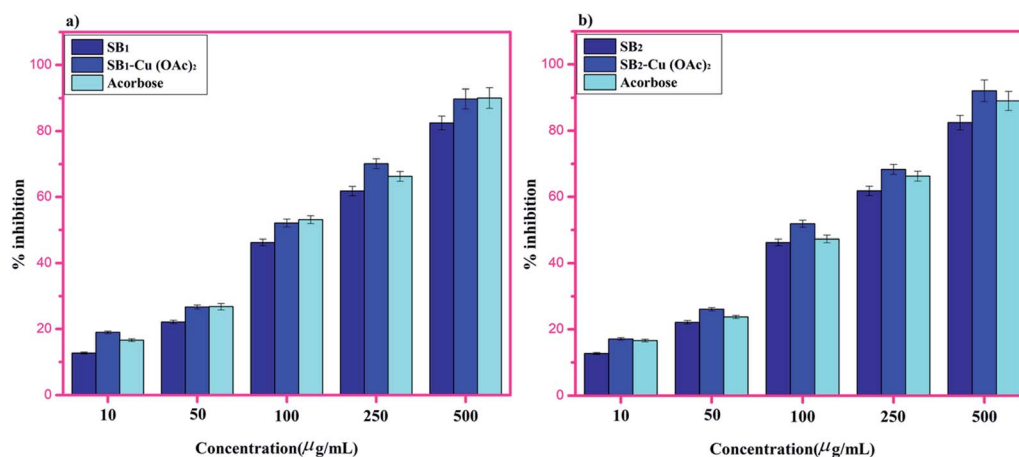 a)
SB₁
SB₁-Cu (OAc)₂
Acorbose
100
80
60
40
20
0
% inhibition
10 50 100 250 500
Concentration(µg/mL)
b)
SB₂
SB₂-Cu (OAc)₂
Acorbose
100
80
60
40
20
0
% inhibition
10 50 100 250 500
Concentration(µg/mL)